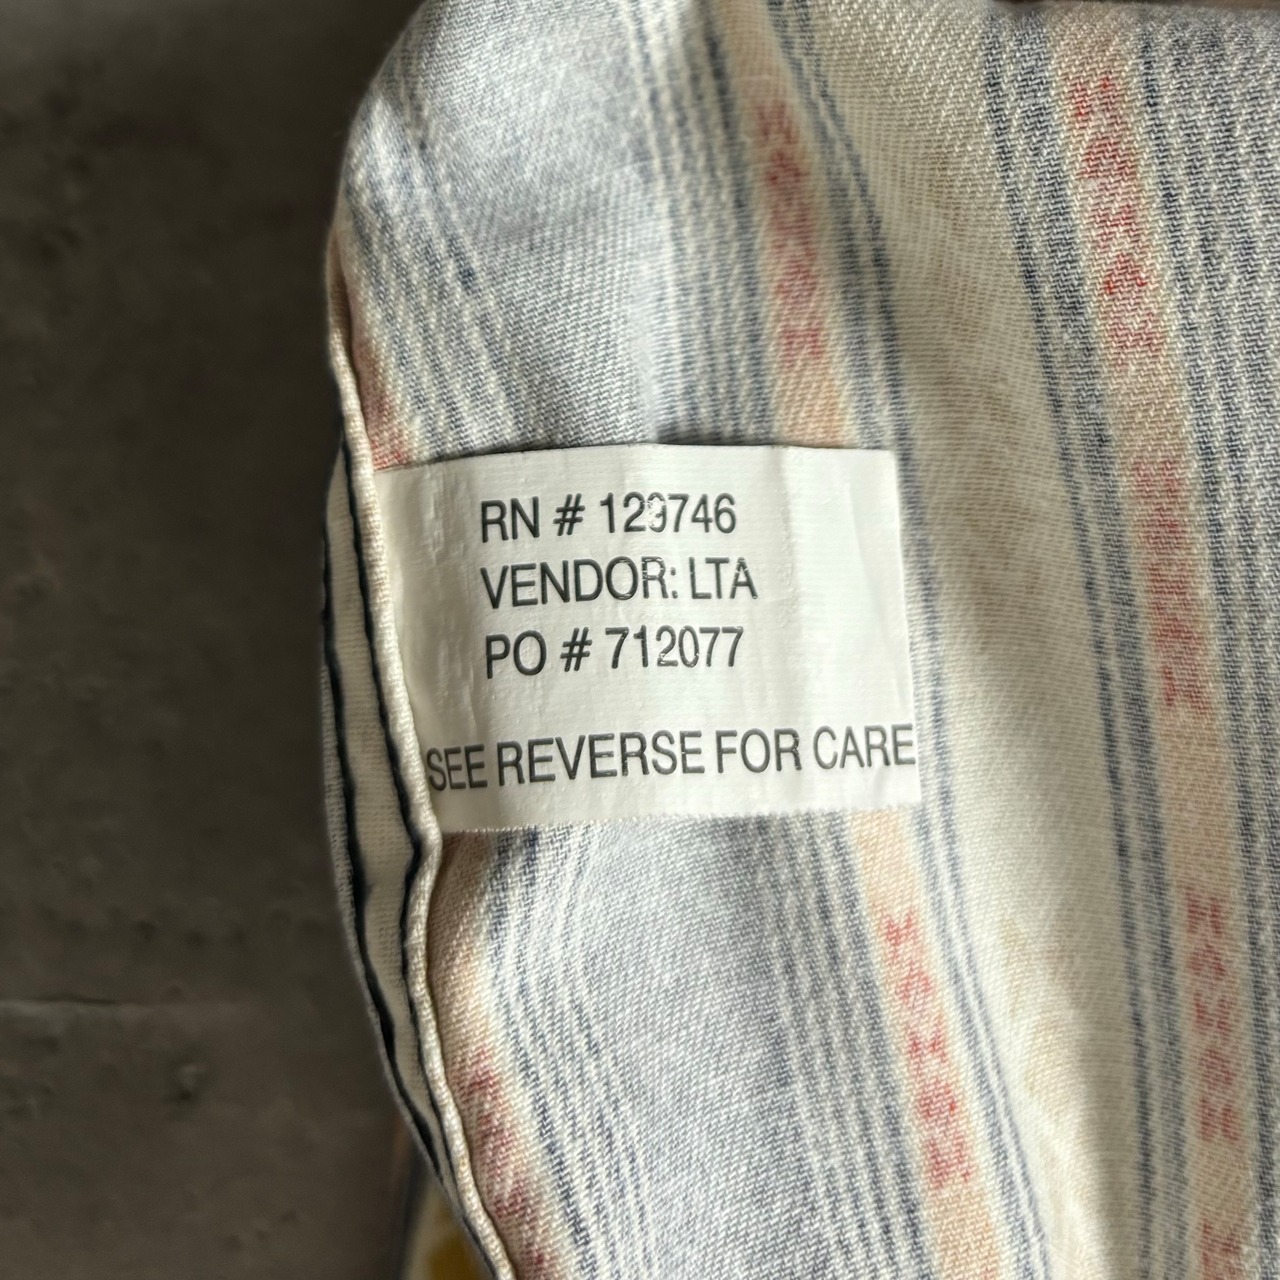 RN # 129746
VENDOR: LTA
PO # 712077
SEE REVERSE FOR CARE